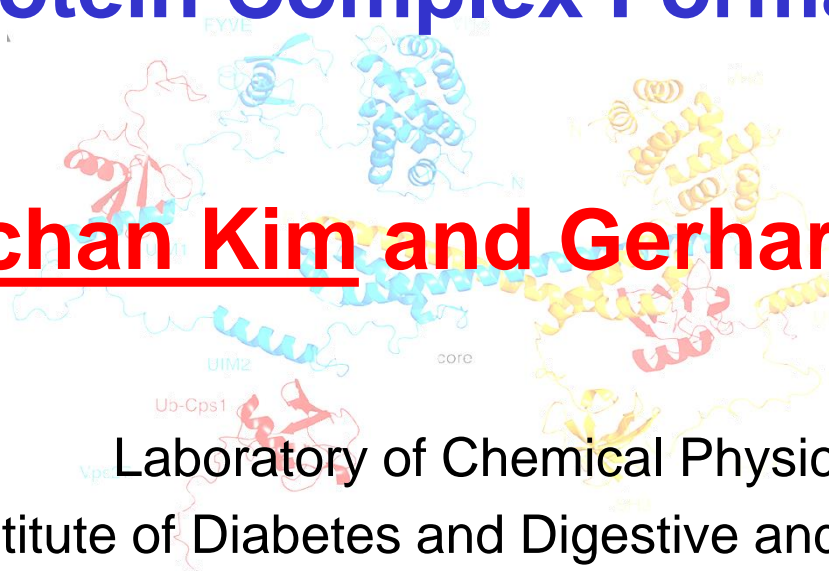 otein Complex Forma
FYVE
N
chan Kim and Gerhar
UIM1
core
UIM2
Ub-Cps1
Laboratory of Chemical Physic
titute of Diabetes and Digestive and